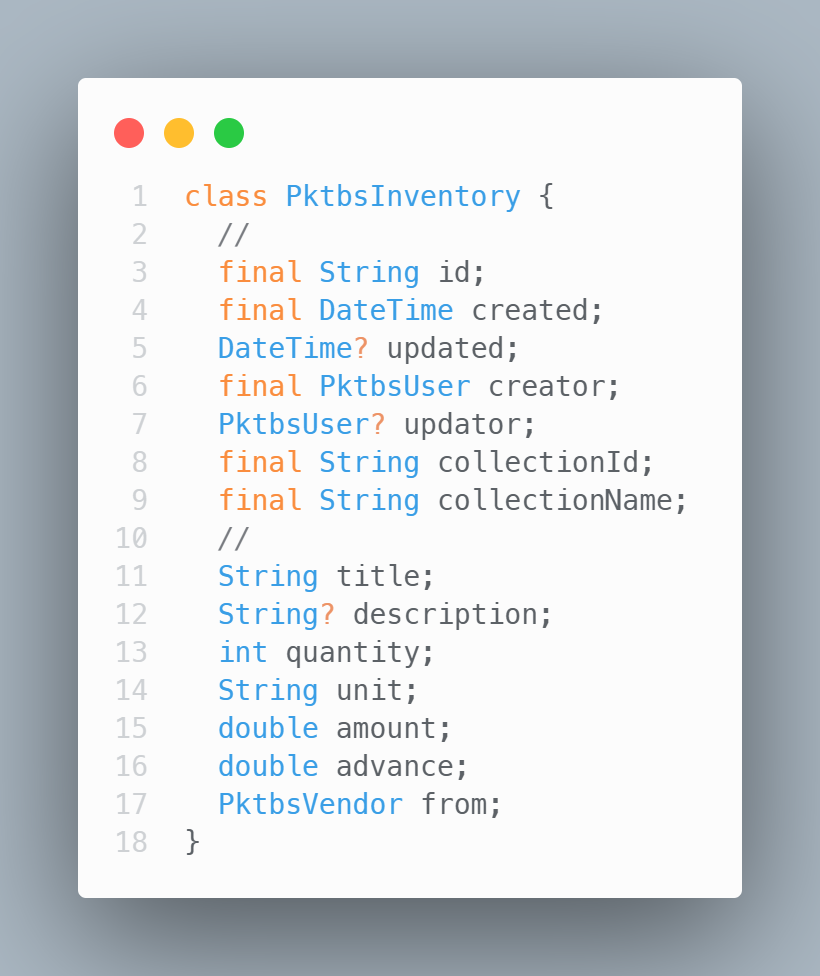 1 class PktbsInventory {
2 //
3 final String id;
4 final DateTime created;
5 DateTime? updated;
6 final PktbsUser creator;
7 PktbsUser? updator;
8 final String collectionId;
9 final String collectionName;
10 //
11 String title;
12 String? description;
13 int quantity;
14 String unit;
15 double amount;
16 double advance;
17 PktbsVendor from;
18 }